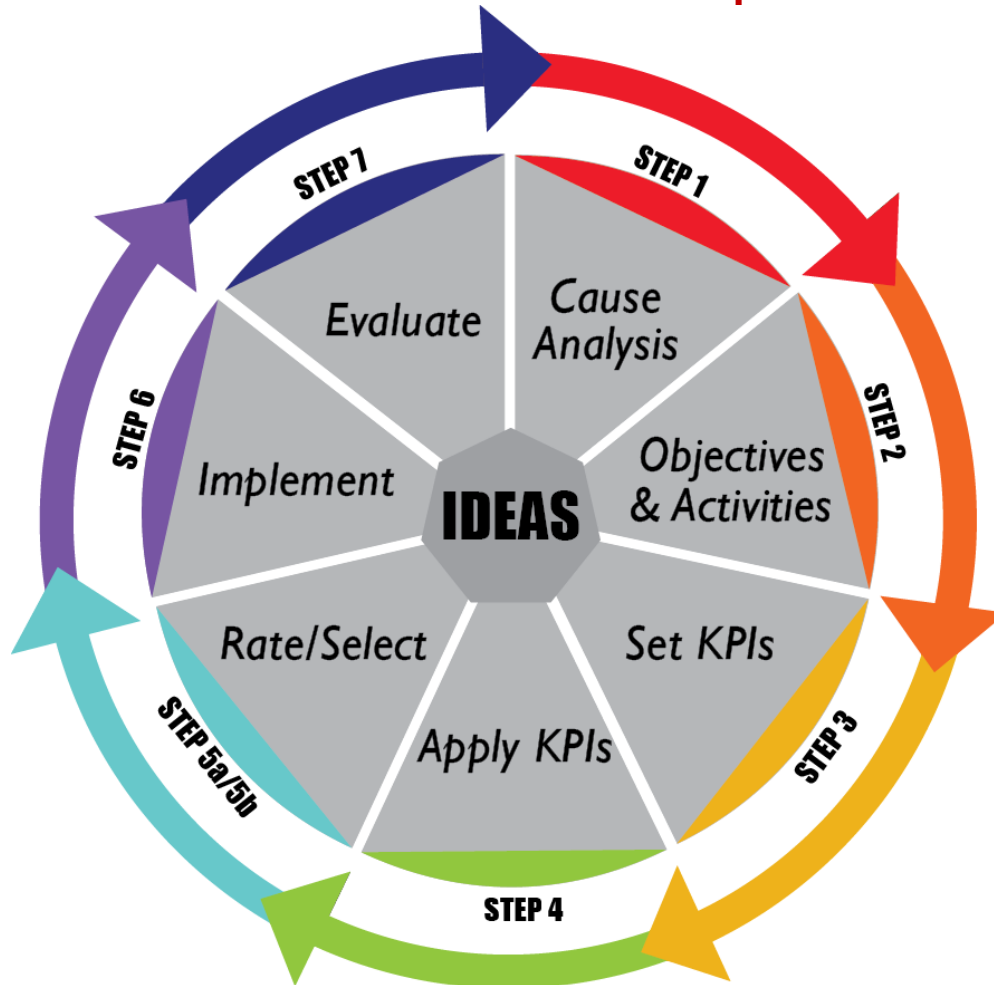 STEP 1
Cause
Analysis
STEP 2
Objectives
& Activities
STEP 3
Set KPIs
STEP 4
Apply KPIs
STEP 5a/5b
Rate/Select
STEP 6
Implement
STEP 7
Evaluate
IDEAS